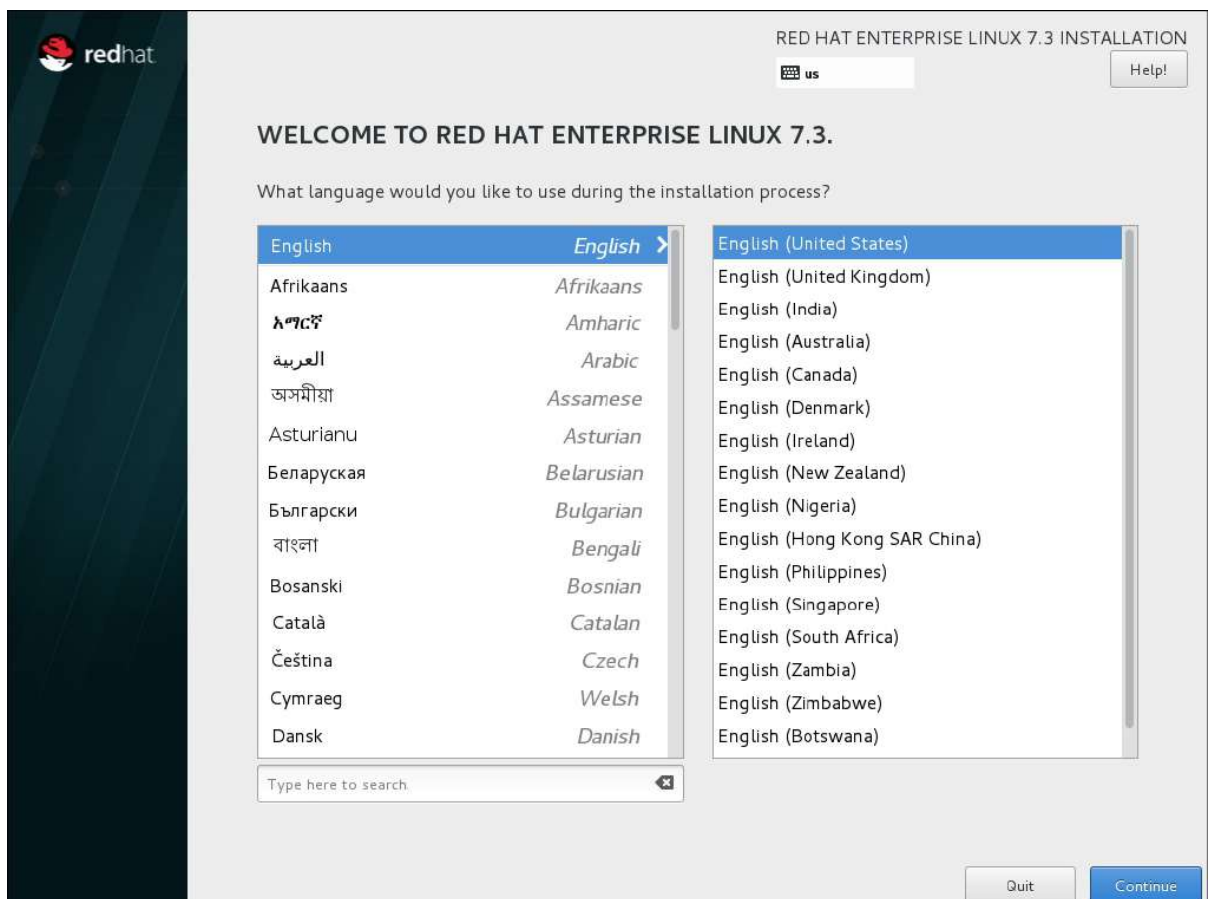 redhat
RED HAT ENTERPRISE LINUX 7.3 INSTALLATION
us
Help!
WELCOME TO RED HAT ENTERPRISE LINUX 7.3.
What language would you like to use during the installation process?
English English
Afrikaans Afrikaans
አማርኛ Amharic
العربية Arabic
অসমীয়া Assamese
Asturianu Asturian
Беларуская Belarusian
Български Bulgarian
বাংলা Bengali
Bosanski Bosnian
Català Catalan
Čeština Czech
Cymraeg Welsh
Dansk Danish
Type here to search.
English (United States)
English (United Kingdom)
English (India)
English (Australia)
English (Canada)
English (Denmark)
English (Ireland)
English (New Zealand)
English (Nigeria)
English (Hong Kong SAR China)
English (Philippines)
English (Singapore)
English (South Africa)
English (Zambia)
English (Zimbabwe)
English (Botswana)
Quit
Continue